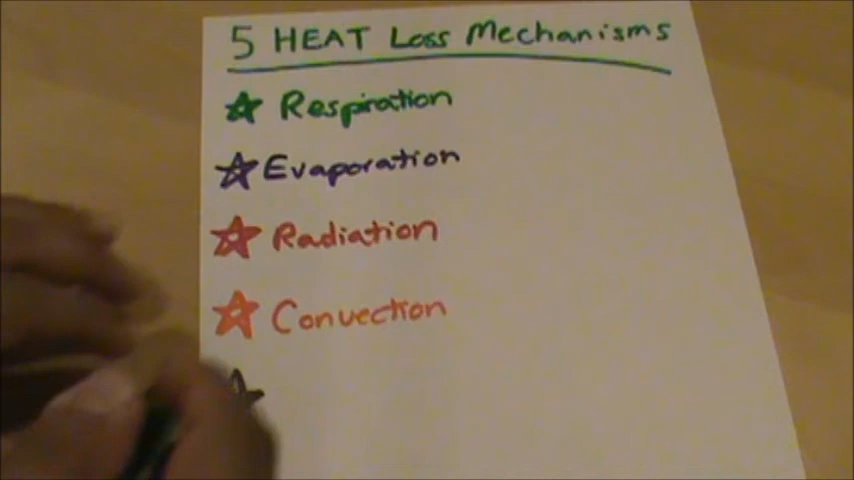 5 HEAT Loss Mechanisms
Respiration
Evaporation
Radiation
Convection